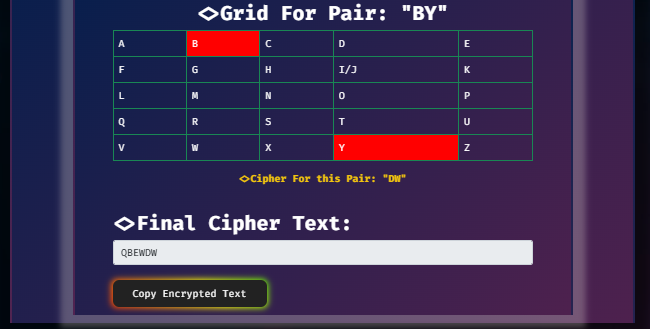 <>Grid For Pair: "BY"
A B C D E
F G H I/J K
L M N O P
Q R S T U
V W X Y Z
<>Cipher For this Pair: "DW"
<>Final Cipher Text:
QBEWDW
Copy Encrypted Text